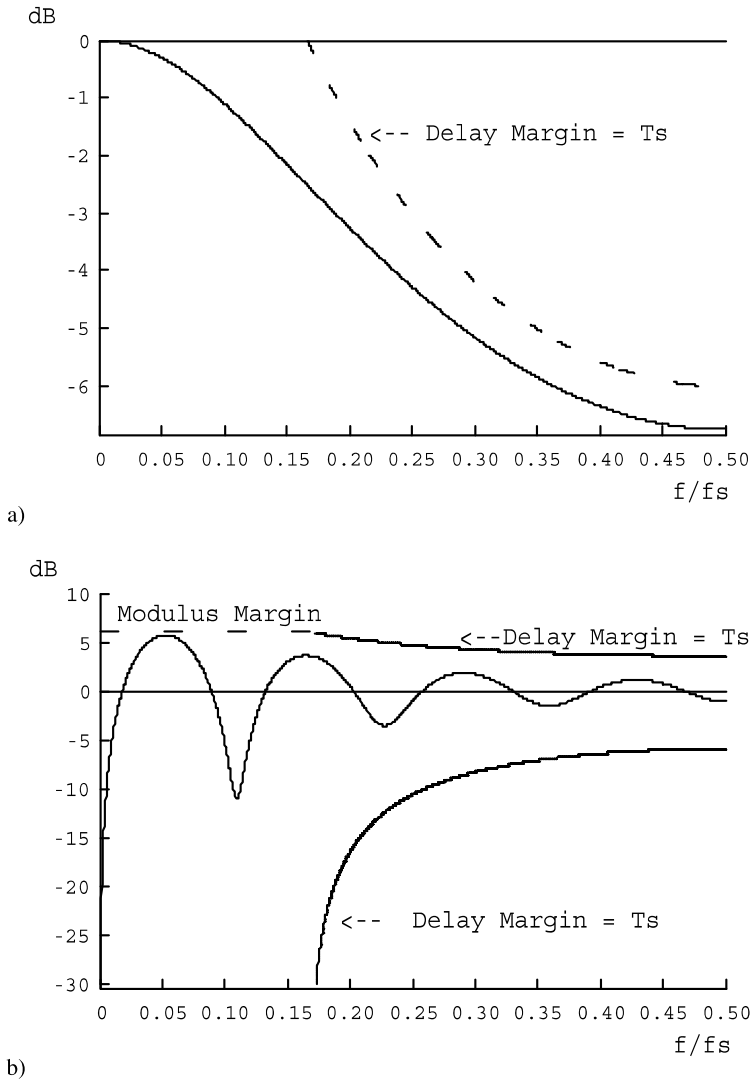 dB
0
-1
<-- Delay Margin = Ts
-2
-3
-4
-5
-6
0 0.05 0.10 0.15 0.20 0.25 0.30 0.35 0.40 0.45 0.50
f/fs
a)
dB
10
Modulus Margin
5
<--Delay Margin = Ts
0
-5
-10
-15
-20
<-- Delay Margin = Ts
-25
-30
0 0.05 0.10 0.15 0.20 0.25 0.30 0.35 0.40 0.45 0.50
f/fs
b)